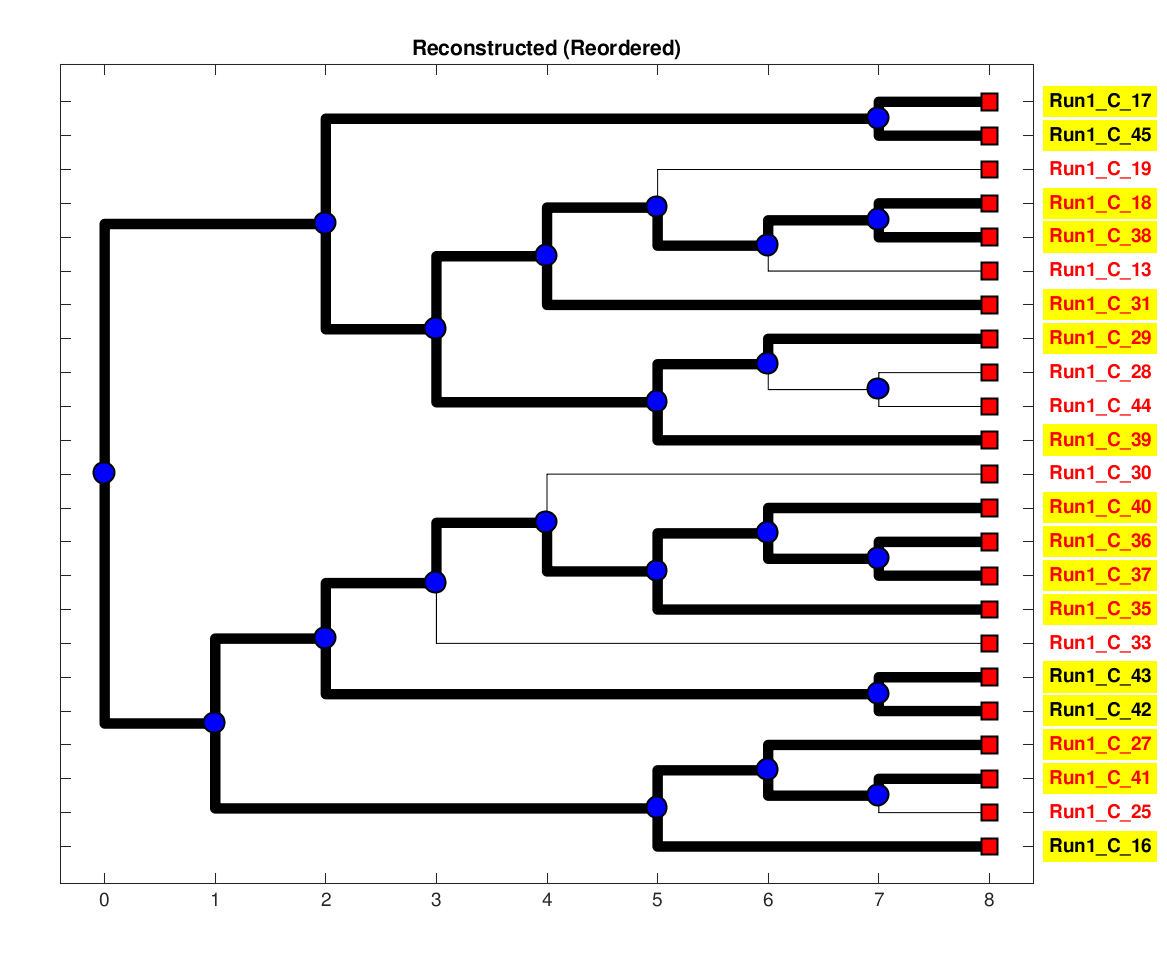 Reconstructed (Reordered)
Run1_C_17
Run1_C_45
Run1_C_19
Run1_C_18
Run1_C_38
Run1_C_13
Run1_C_31
Run1_C_29
Run1_C_28
Run1_C_44
Run1_C_39
Run1_C_30
Run1_C_40
Run1_C_36
Run1_C_37
Run1_C_35
Run1_C_33
Run1_C_43
Run1_C_42
Run1_C_27
Run1_C_41
Run1_C_25
Run1_C_16
0 1 2 3 4 5 6 7 8